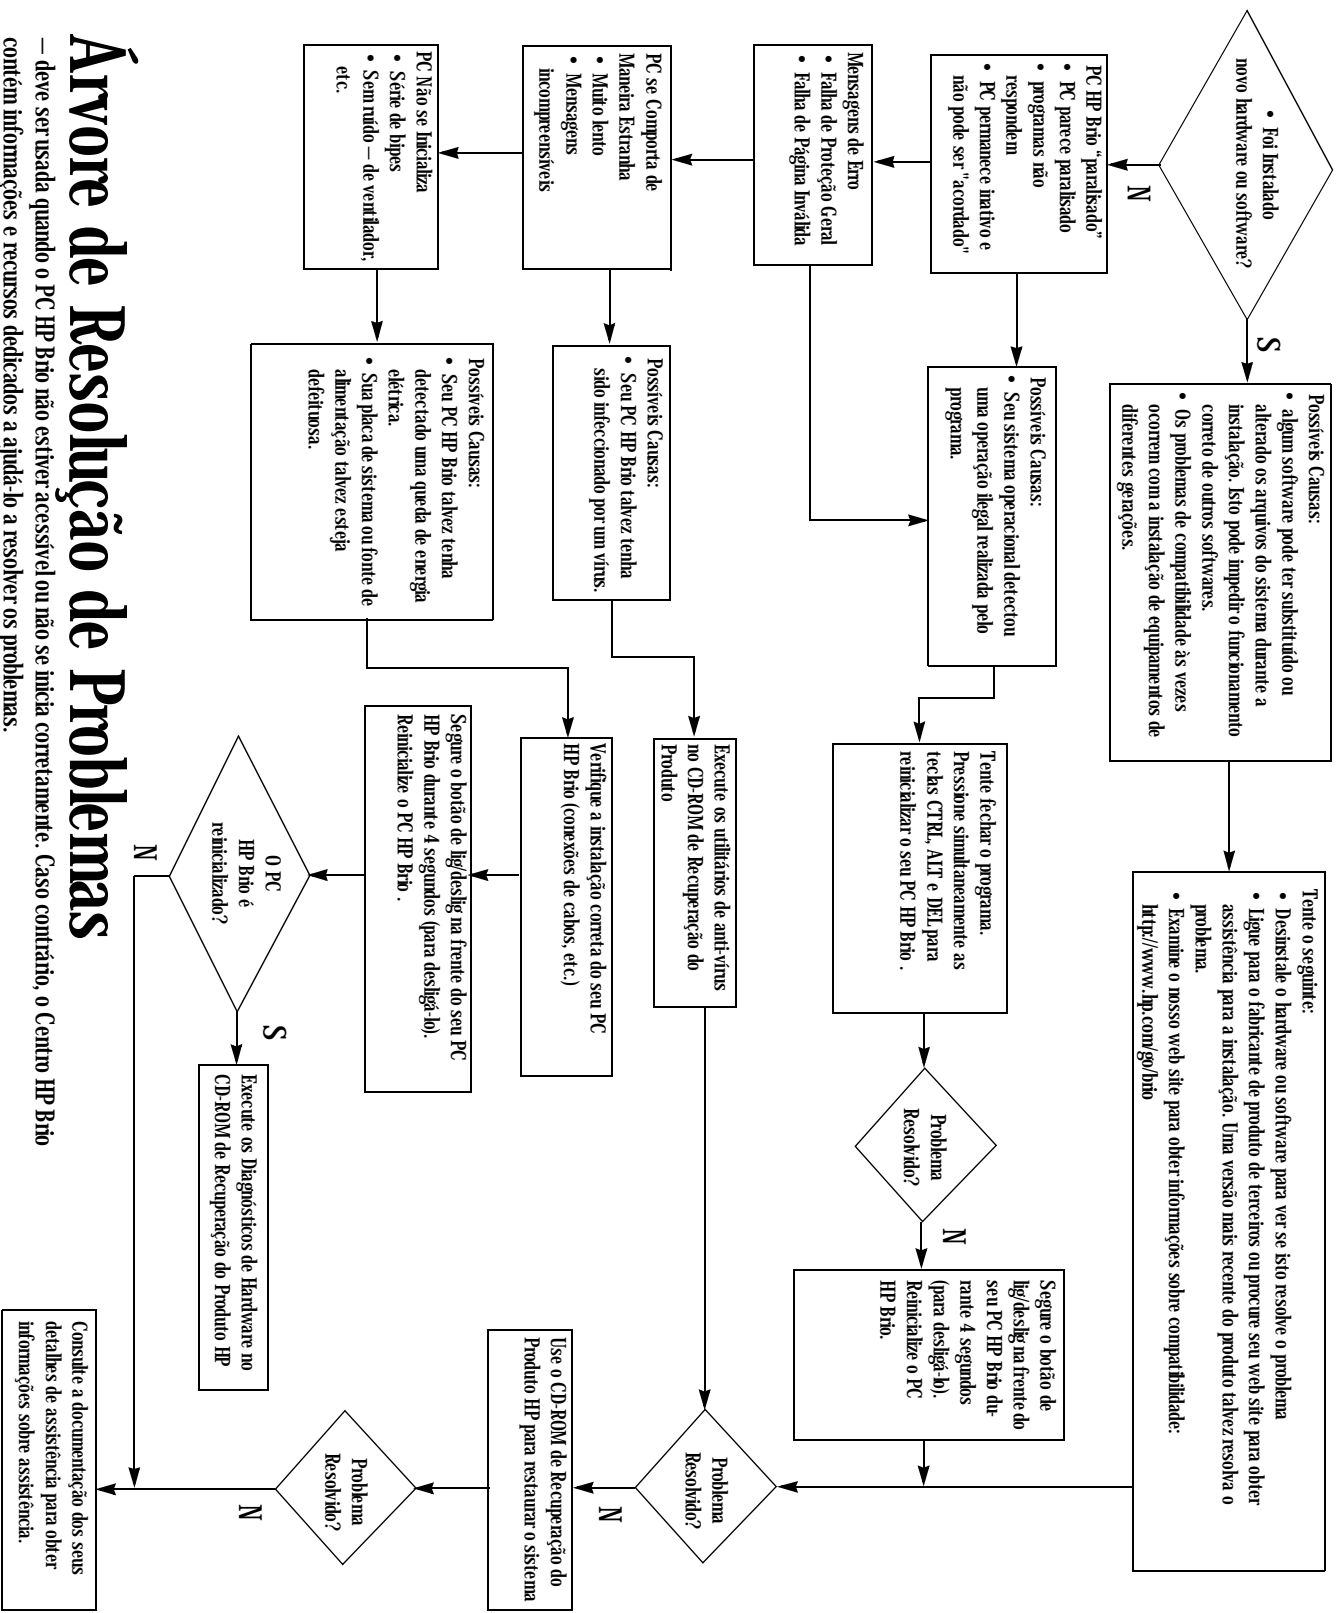 Árvore de Resolução de Problemas
– deve ser usada quando o PC HP Brio não estiver acessível ou não se inicia corretamente. Caso contrário, o Centro HP Brio
contém informações e recursos dedicados a ajudá-lo a resolver os problemas.
• Foi Instalado
novo hardware ou software?
S
N
Possíveis Causas:
• algum software pode ter substituído ou
alterado os arquivos do sistema durante a
instalação. Isto pode impedir o funcionamento
correto de outros softwares.
• Os problemas de compatibilidade às vezes
ocorrem com a instalação de equipamentos de
diferentes gerações.
Tente o seguinte:
• Desinstale o hardware ou software para ver se isto resolve o problema
• Ligue para o fabricante de produto de terceiros ou procure seu web site para obter
assistência para a instalação. Uma versão mais recente do produto talvez resolva o
problema.
• Examine o nosso web site para obter informações sobre compatibilidade:
http://www.hp.com/go/brio
PC HP Brio “paralisado”
• PC parece paralisado
• programas não
respondem
• PC permanece inativo e
não pode ser "acordado"
Possíveis Causas:
• Seu sistema operacional detectou
uma operação ilegal realizada pelo
programa.
Tente fechar o programa.
Pressione simultaneamente as
teclas CTRL, ALT e DEL para
reinicializar o seu PC HP Brio .
Problema
Resolvido?
N
Segure o botão de
lig/deslig na frente do
seu PC HP Brio du-
rante 4 segundos
(para desligá-lo).
Reinicialize o PC
HP Brio.
Mensagens de Erro
• Falha de Proteção Geral
• Falha de Página Inválida
PC se Comporta de
Maneira Estranha
• Muito lento
• Mensagens
incompreensíveis
Possíveis Causas:
• Seu PC HP Brio talvez tenha
sido infeccionado por um vírus.
Execute os utilitários de anti-vírus
no CD-ROM de Recuperação do
Produto
Problema
Resolvido?
N
PC Não se Inicializa
• Série de bipes
• Sem ruído – de ventilador,
etc.
Possíveis Causas:
• Seu PC HP Brio talvez tenha
detectado uma queda de energia
elétrica.
• Sua placa de sistema ou fonte de
alimentação talvez esteja
defeituosa.
Verifique a instalação correta do seu PC
HP Brio (conexões de cabos, etc.)
Segure o botão de lig/deslig na frente do seu PC
HP Brio durante 4 segundos (para desligá-lo).
Reinicialize o PC HP Brio .
O PC
HP Brio é
reinicializado?
S
N
Execute os Diagnósticos de Hardware no
CD-ROM de Recuperação do Produto HP
Use o CD-ROM de Recuperação do
Produto HP para restaurar o sistema
Problema
Resolvido?
N
Consulte a documentação dos seus
detalhes de assistência para obter
informações sobre assistência.